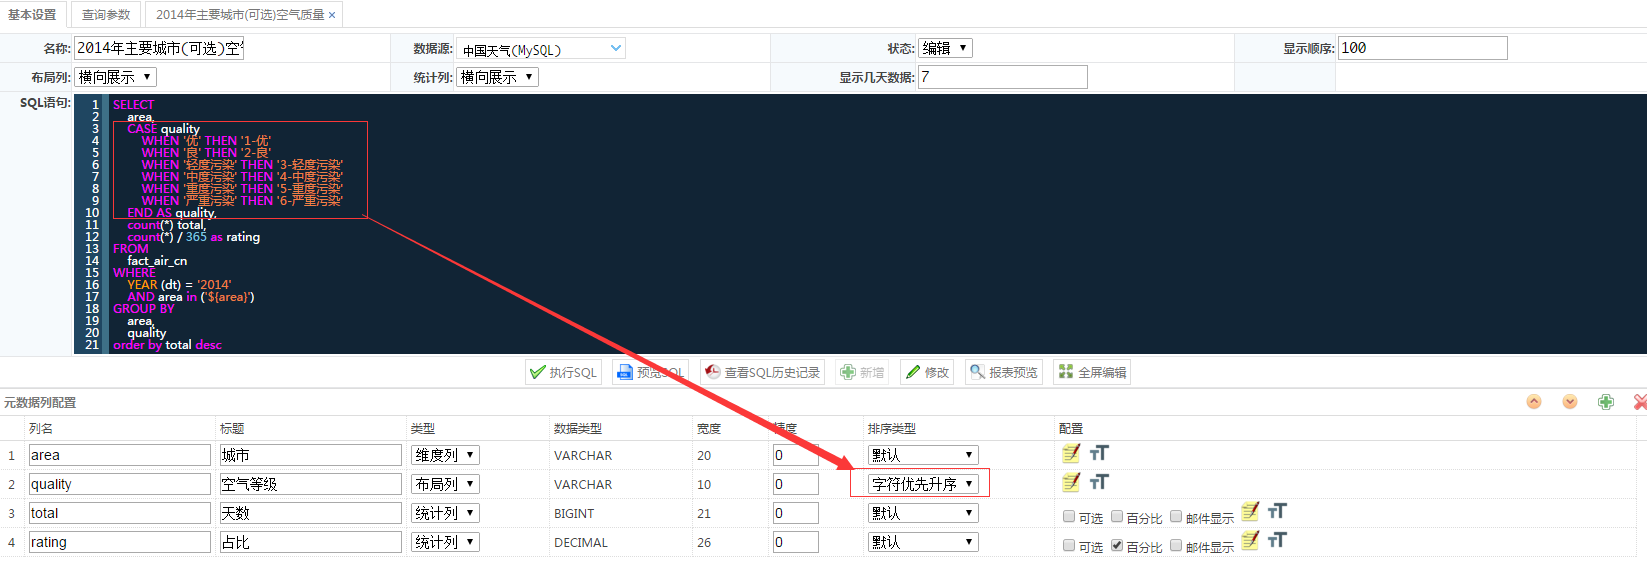 基本设置 查询参数 2014年主要城市(可选)空气质量 ×
名称: 2014年主要城市(可选)空 数据源: 中国天气(MySQL) 状态: 编辑 显示顺序: 100
布局列: 横向展示 统计列: 横向展示 显示几天数据: 7
SQL语句:
1 SELECT
2 area,
3 CASE quality
4 WHEN '优' THEN '1-优'
5 WHEN '良' THEN '2-良'
6 WHEN '轻度污染' THEN '3-轻度污染'
7 WHEN '中度污染' THEN '4-中度污染'
8 WHEN '重度污染' THEN '5-重度污染'
9 WHEN '严重污染' THEN '6-严重污染'
10 END AS quality,
11 count(*) total,
12 count(*) / 365 as rating
13 FROM
14 fact_air_cn
15 WHERE
16 YEAR (dt) = '2014'
17 AND area in ('${area}')
18 GROUP BY
19 area,
20 quality
21 order by total desc
执行SQL 预览SQL 查看SQL历史记录 新增 修改 报表预览 全屏编辑
元数据列配置
列名 标题 类型 数据类型 宽度 精度 排序类型 配置
1 area 城市 维度列 VARCHAR 20 0 默认
2 quality 空气等级 布局列 VARCHAR 10 0 字符优先升序
3 total 天数 统计列 BIGINT 21 0 默认 可选 百分比 邮件显示
4 rating 占比 统计列 DECIMAL 26 0 默认 可选 百分比 邮件显示